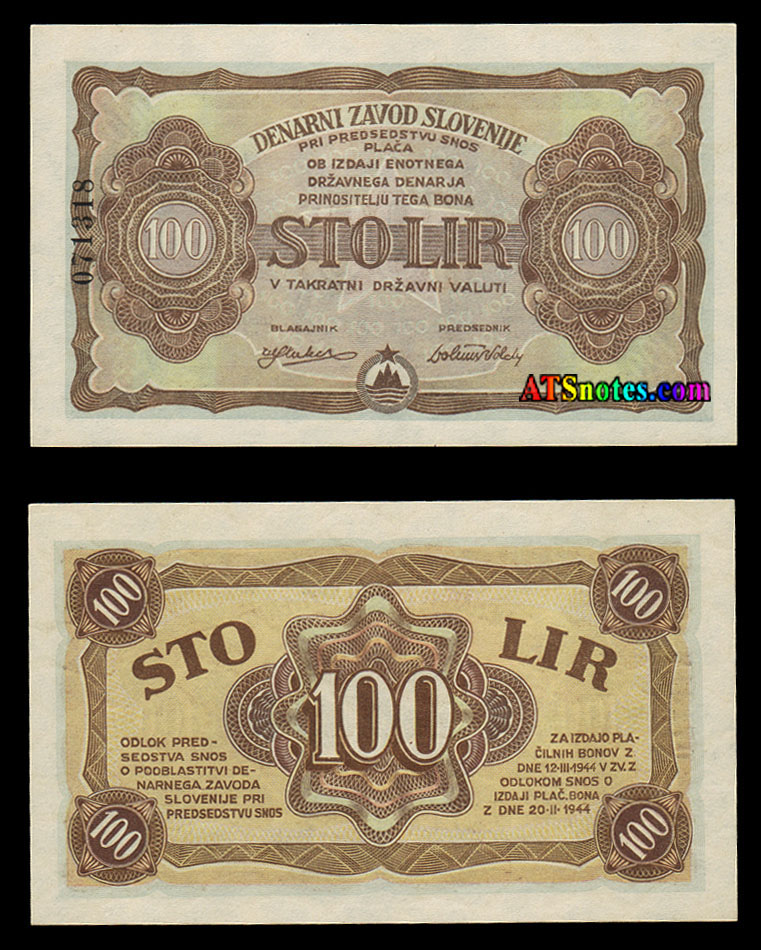 DENARNI ZAVOD SLOVENIJE
PRI PREDSEDSTVU SNOS
PLAČA
OB IZDAJI ENOTNEGA
DRŽAVNEGA DENARJA
PRINOSITELJU TEGA BONA
071318
100
STO LIR
100
V TAKRATNI DRŽAVNI VALUTI
BLAGAJNIK
PREDSEDNIK
ATSnotes.com
100
100
STO
LIR
100
ODLOK PRED-
SEDSTVA SNOS
O POOBLASTITVI DE-
NARNEGA ZAVODA
SLOVENIJE PRI
PREDSEDSTVU SNOS
ZA IZDAJO PLA-
ČILNIH BONOV Z
DNE 12-III-1944 V ZV. Z
ODLOKOM SNOS O
IZDAJI PLAČ. BONA
Z DNE 20-II-1944
100
100